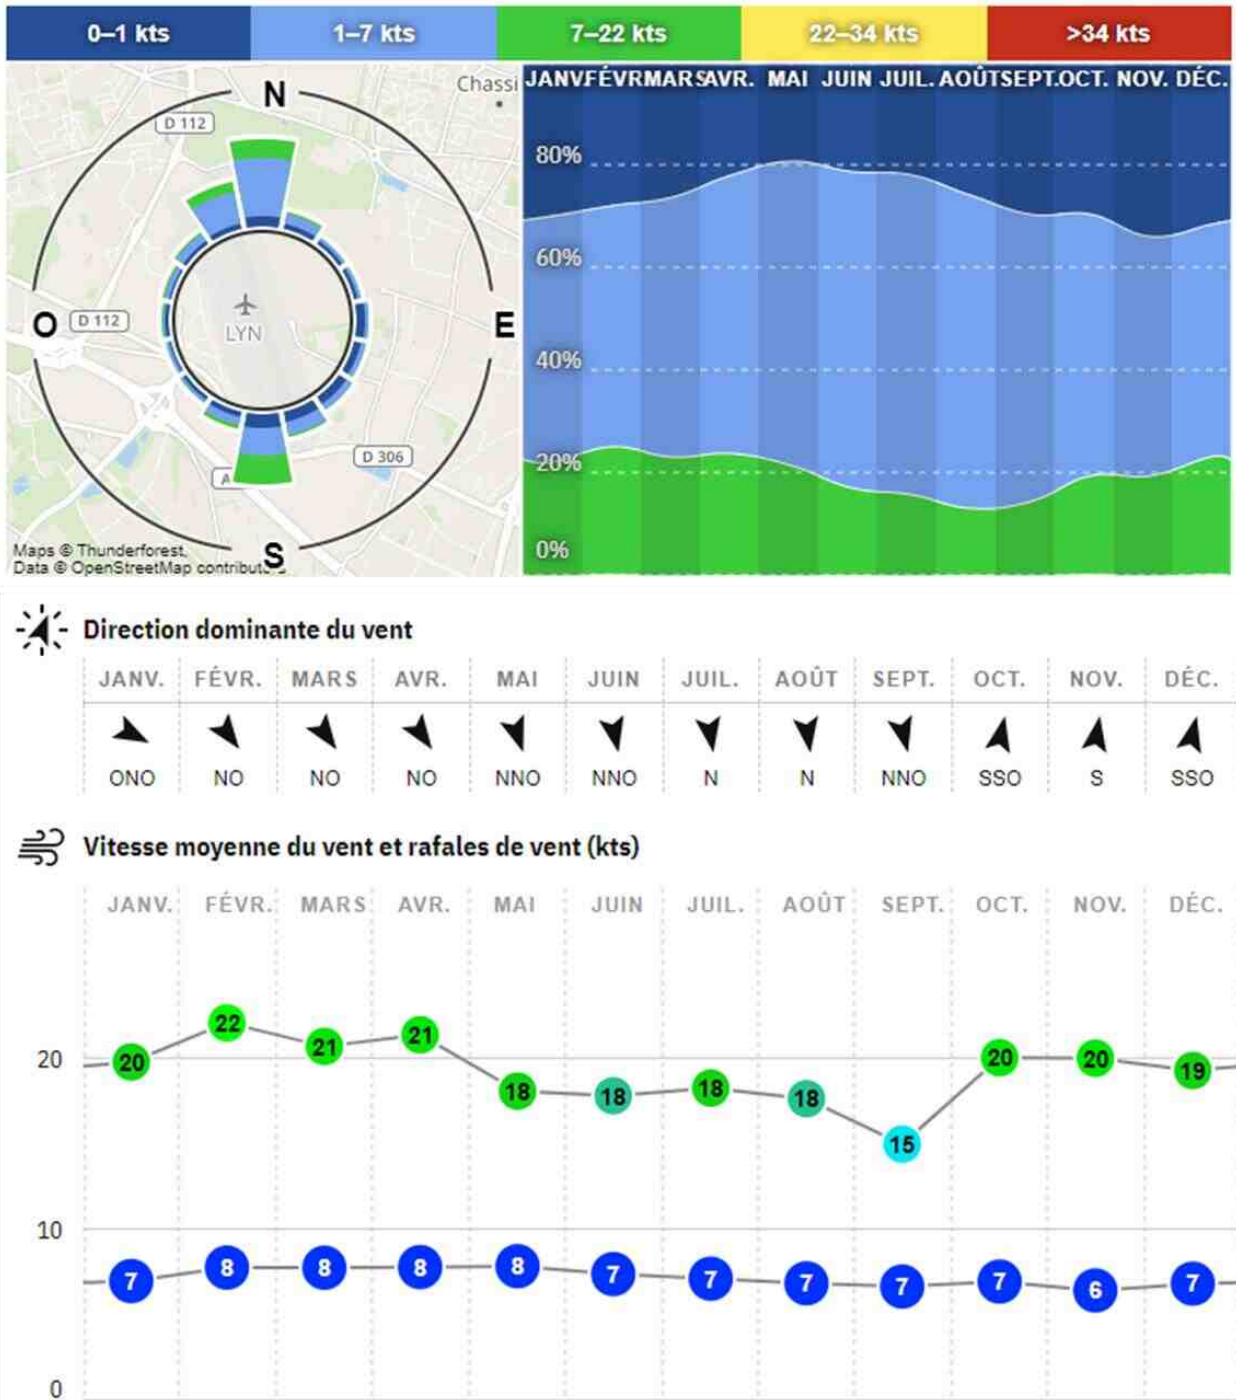 0–1 kts 1–7 kts 7–22 kts 22–34 kts >34 kts
Chassi
N
D 112
O
D 112
LYN
E
D 306
A
S
Maps © Thunderforest,
Data © OpenStreetMap contribut
JANV. FÉVR MARS AVR. MAI JUIN JUIL. AOÛT SEPT. OCT. NOV. DÉC.
80%
60%
40%
20%
0%
Direction dominante du vent
JANV. FÉVR. MARS AVR. MAI JUIN JUIL. AOÛT SEPT. OCT. NOV. DÉC.
ONO NO NO NO NNO NNO N N NNO SSO S SSO
Vitesse moyenne du vent et rafales de vent (kts)
JANV. FÉVR. MARS AVR. MAI JUIN JUIL. AOÛT SEPT. OCT. NOV. DÉC.
20 22 21 21 18 18 18 18 15 20 20 19
20
10
7 8 8 8 8 7 7 7 7 7 6 7
0